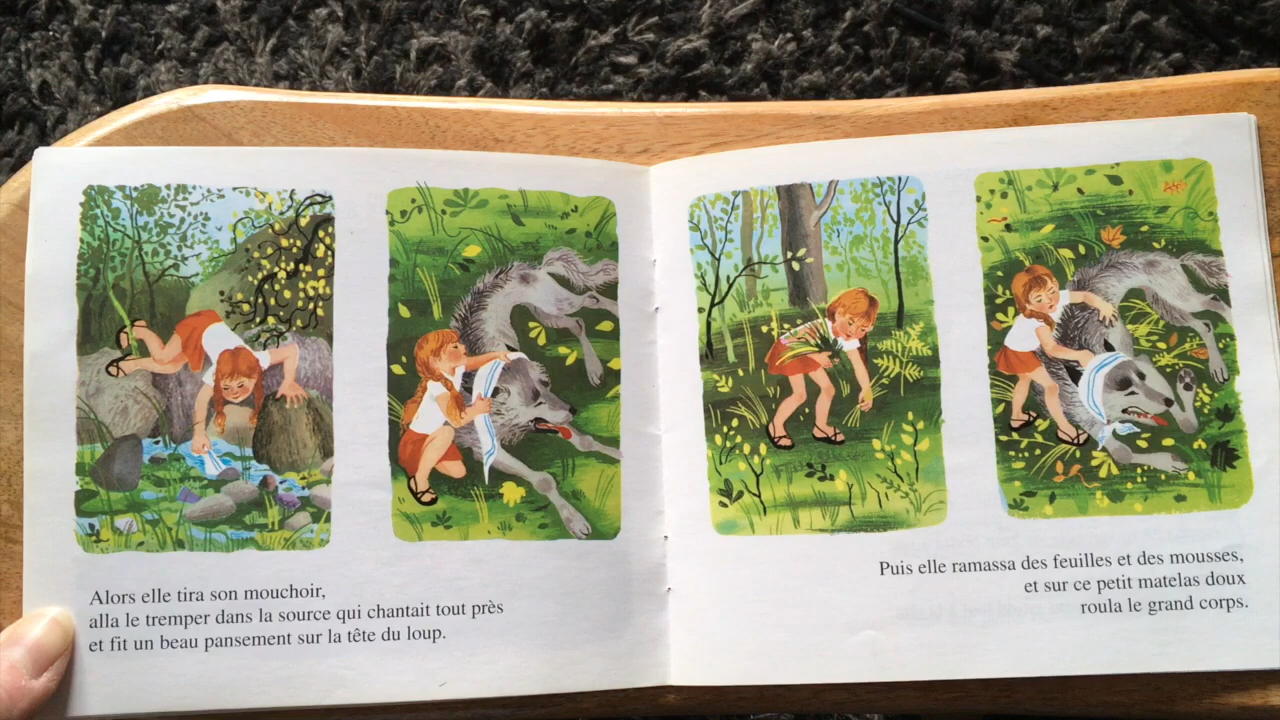 Alors elle tira son mouchoir,
alla le tremper dans la source qui chantait tout près
et fit un beau pansement sur la tête du loup.
Puis elle ramassa des feuilles et des mousses,
et sur ce petit matelas doux
roula le grand corps.